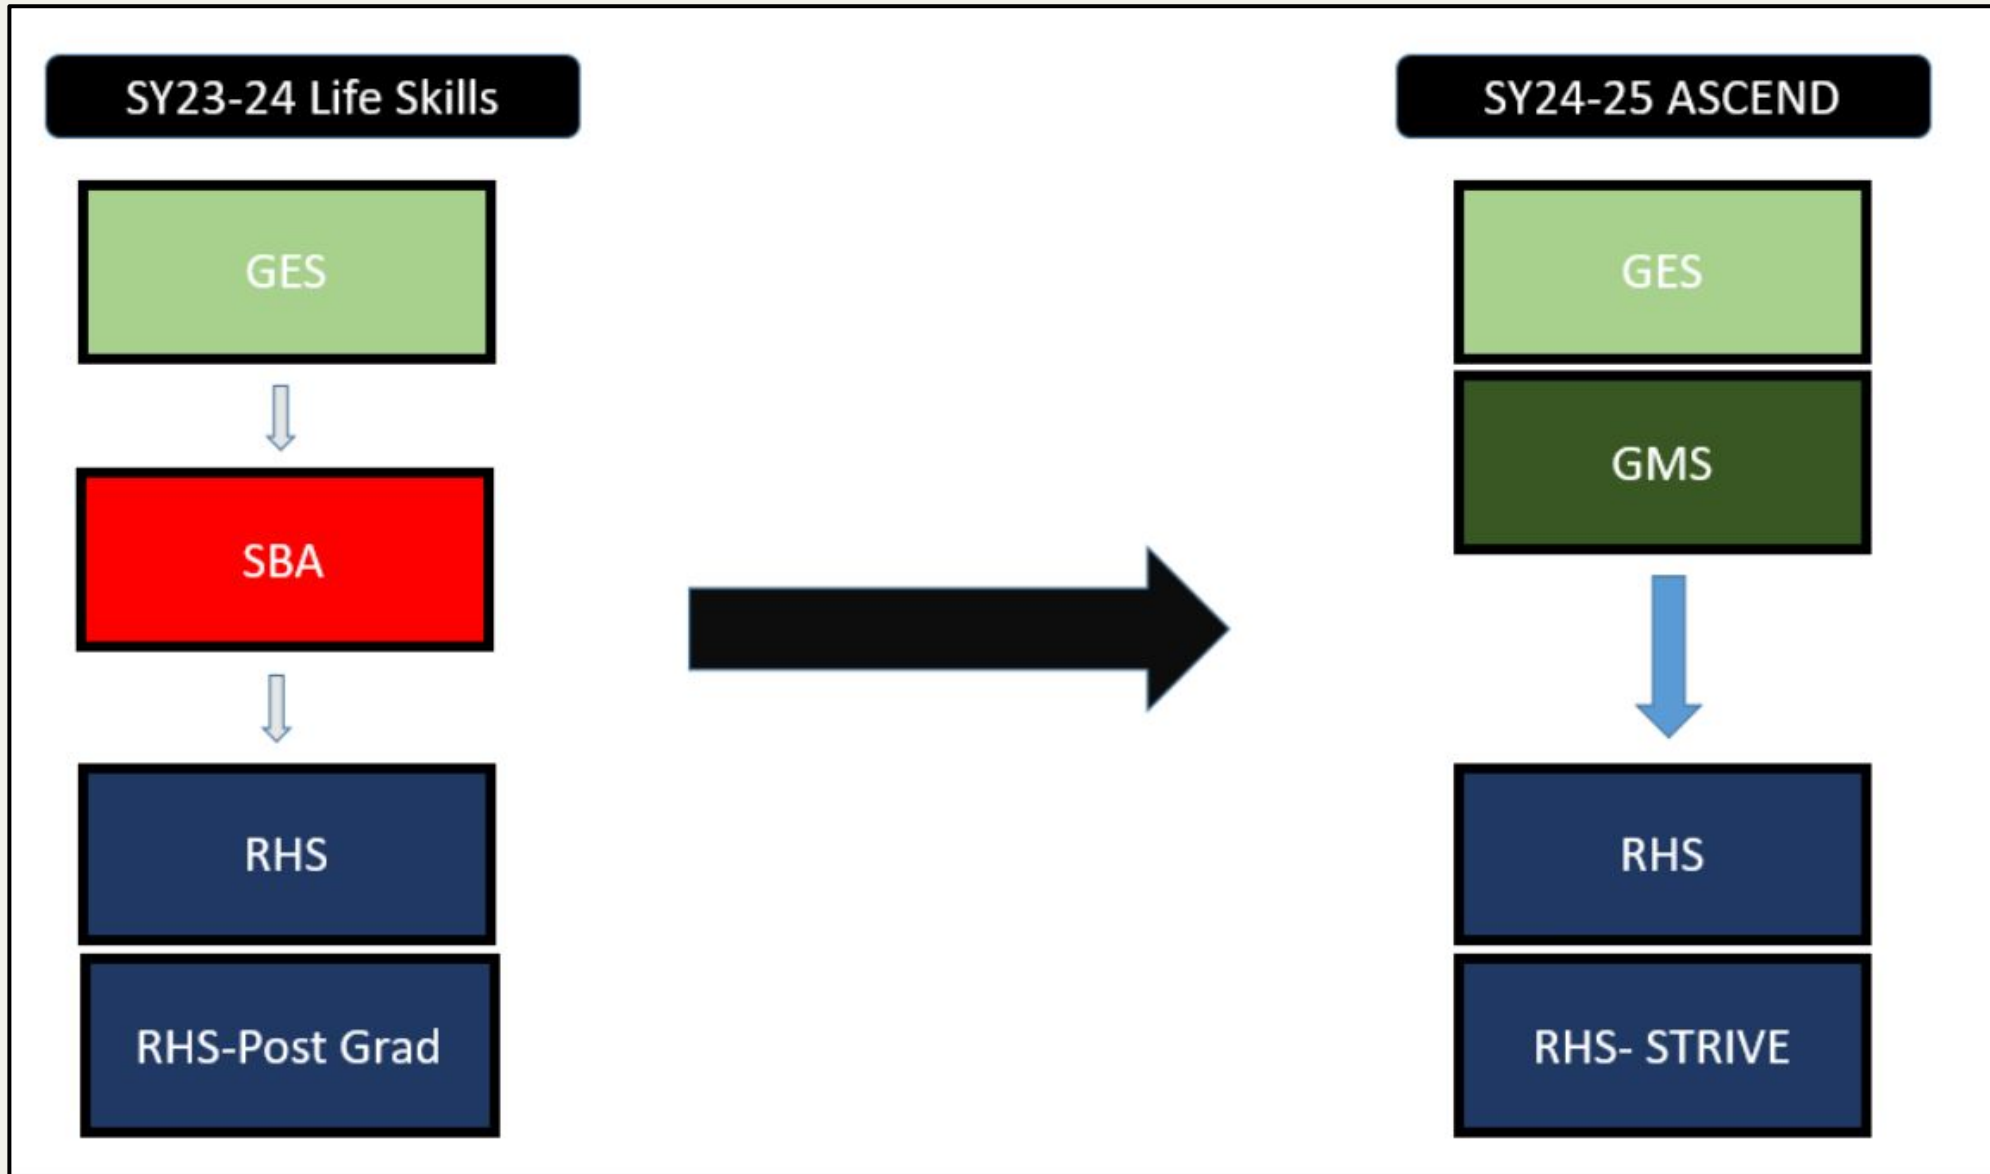 SY23-24 Life Skills
GES
SBA
RHS
RHS-Post Grad
SY24-25 ASCEND
GES
GMS
RHS
RHS- STRIVE